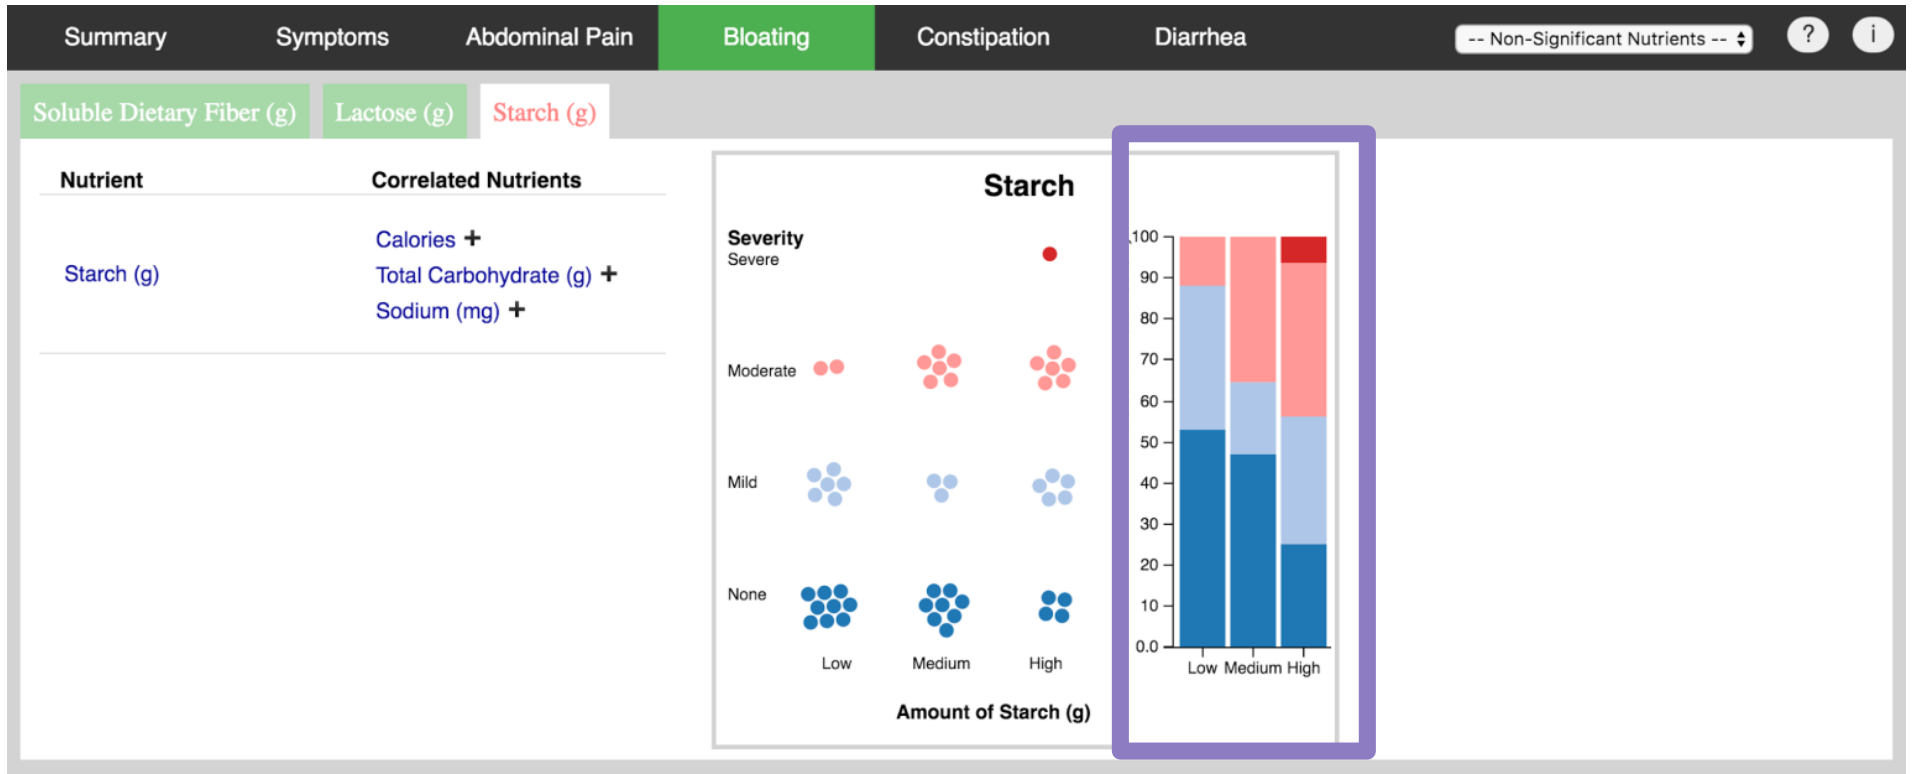 Summary Symptoms Abdominal Pain Bloating Constipation Diarrhea -- Non-Significant Nutrients -- ? i
Soluble Dietary Fiber (g) Lactose (g) Starch (g)
Nutrient Correlated Nutrients
Starch (g)
Calories +
Total Carbohydrate (g) +
Sodium (mg) +
Starch
Severity
Severe
Moderate
Mild
None
Low Medium High
Amount of Starch (g)
100
90
80
70
60
50
40
30
20
10
0.0
Low Medium High